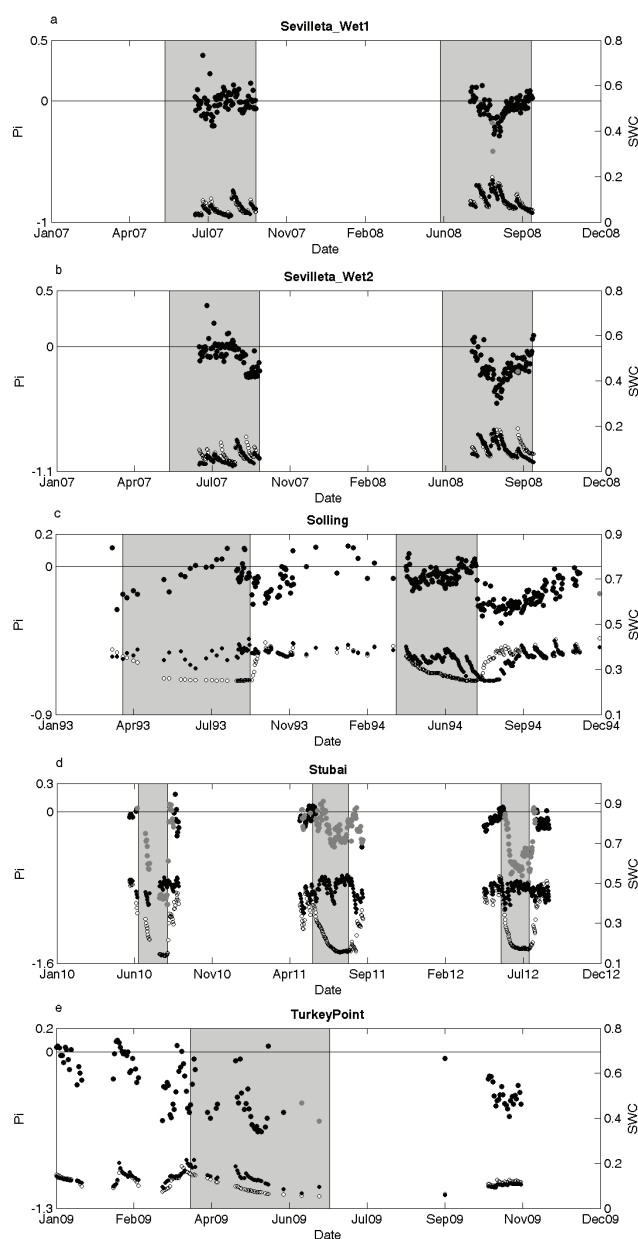 a
Sevilleta_Wet1
0.5
0
-1
Pi
0.8
0.6
0.4
0.2
0
SWC
Jan07 Apr07 Jul07 Nov07 Feb08 Jun08 Sep08 Dec08
Date
b
Sevilleta_Wet2
0.5
0
-1.1
Pi
0.8
0.6
0.4
0.2
0
SWC
Jan07 Apr07 Jul07 Nov07 Feb08 Jun08 Sep08 Dec08
Date
c
Solling
0.2
0
-0.9
Pi
0.9
0.7
0.5
0.3
0.1
SWC
Jan93 Apr93 Jul93 Nov93 Feb94 Jun94 Sep94 Dec94
Date
d
Stubai
0.3
0
-1.6
Pi
0.9
0.7
0.5
0.3
0.1
SWC
Jan10 Jun10 Nov10 Apr11 Sep11 Feb12 Jul12 Dec12
Date
e
TurkeyPoint
0.2
0
-1.3
Pi
0.8
0.6
0.4
0.2
0
SWC
Jan09 Feb09 Apr09 Jun09 Jul09 Sep09 Nov09
Date